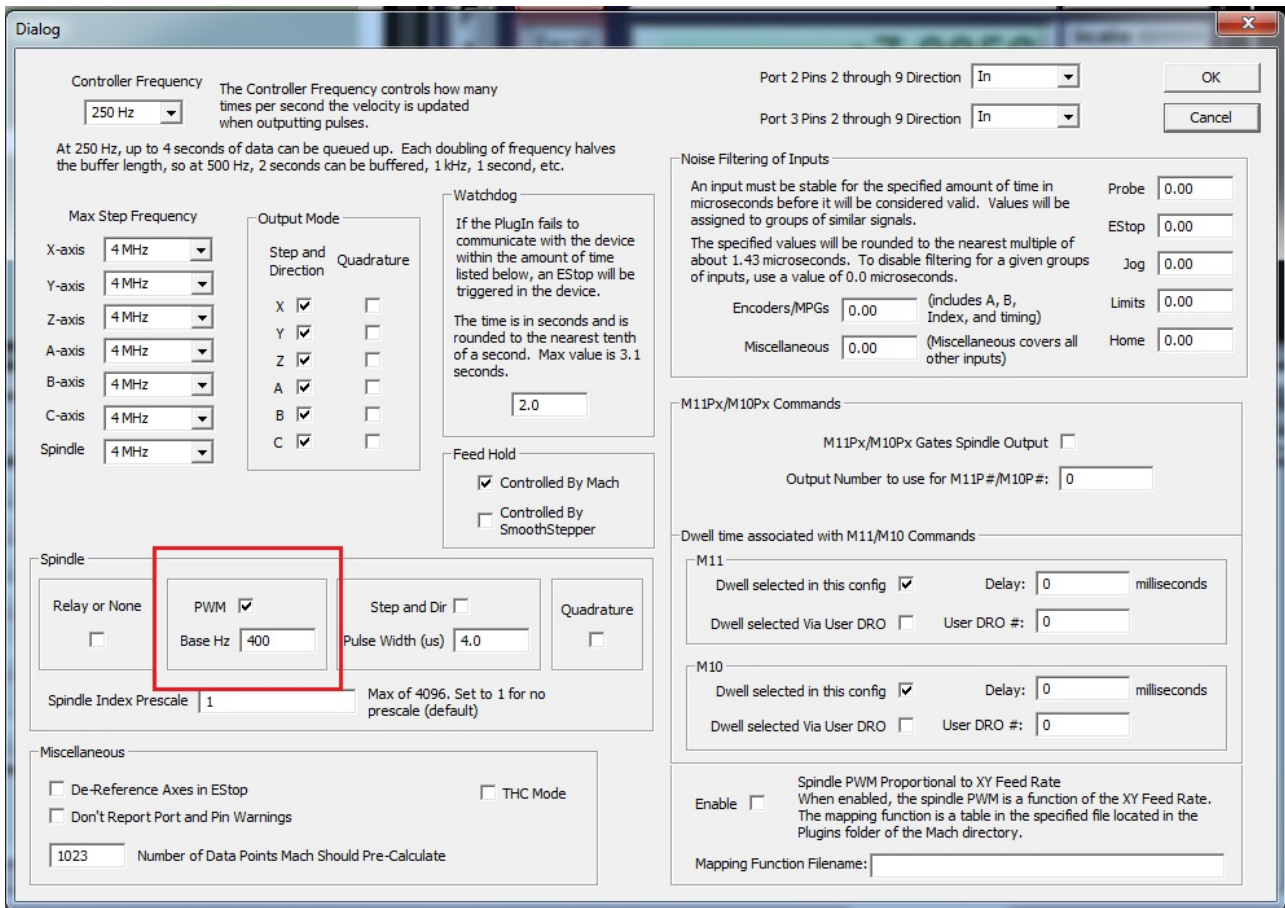 Dialog
Controller Frequency
250 Hz
The Controller Frequency controls how many
times per second the velocity is updated
when outputting pulses.
At 250 Hz, up to 4 seconds of data can be queued up. Each doubling of frequency halves
the buffer length, so at 500 Hz, 2 seconds can be buffered, 1 kHz, 1 second, etc.
Port 2 Pins 2 through 9 Direction In
Port 3 Pins 2 through 9 Direction In
OK
Cancel
Max Step Frequency
X-axis 4 MHz
Y-axis 4 MHz
Z-axis 4 MHz
A-axis 4 MHz
B-axis 4 MHz
C-axis 4 MHz
Spindle 4 MHz
Output Mode
Step and
Direction
Quadrature
X
Y
Z
A
B
C
Watchdog
If the PlugIn fails to
communicate with the device
within the amount of time
listed below, an EStop will be
triggered in the device.
The time is in seconds and is
rounded to the nearest tenth
of a second. Max value is 3.1
seconds.
2.0
Feed Hold
Controlled By Mach
Controlled By
SmoothStepper
Noise Filtering of Inputs
An input must be stable for the specified amount of time in
microseconds before it will be considered valid. Values will be
assigned to groups of similar signals.
The specified values will be rounded to the nearest multiple of
about 1.43 microseconds. To disable filtering for a given groups
of inputs, use a value of 0.0 microseconds.
Encoders/MPGs 0.00
(includes A, B,
Index, and timing)
Miscellaneous 0.00
(Miscellaneous covers all
other inputs)
Probe 0.00
EStop 0.00
Jog 0.00
Limits 0.00
Home 0.00
M11Px/M10Px Commands
M11Px/M10Px Gates Spindle Output
Output Number to use for M11P#/M10P#: 0
Dwell time associated with M11/M10 Commands
M11
Dwell selected in this config Delay: 0 milliseconds
Dwell selected Via User DRO User DRO #: 0
M10
Dwell selected in this config Delay: 0 milliseconds
Dwell selected Via User DRO User DRO #: 0
Spindle
Relay or None
PWM
Base Hz 400
Step and Dir
Pulse Width (us) 4.0
Quadrature
Spindle Index Prescale 1
Max of 4096. Set to 1 for no
prescale (default)
Miscellaneous
De-Reference Axes in EStop
THC Mode
Don't Report Port and Pin Warnings
1023 Number of Data Points Mach Should Pre-Calculate
Enable
Spindle PWM Proportional to XY Feed Rate
When enabled, the spindle PWM is a function of the XY Feed Rate.
The mapping function is a table in the specified file located in the
Plugins folder of the Mach directory.
Mapping Function Filename: